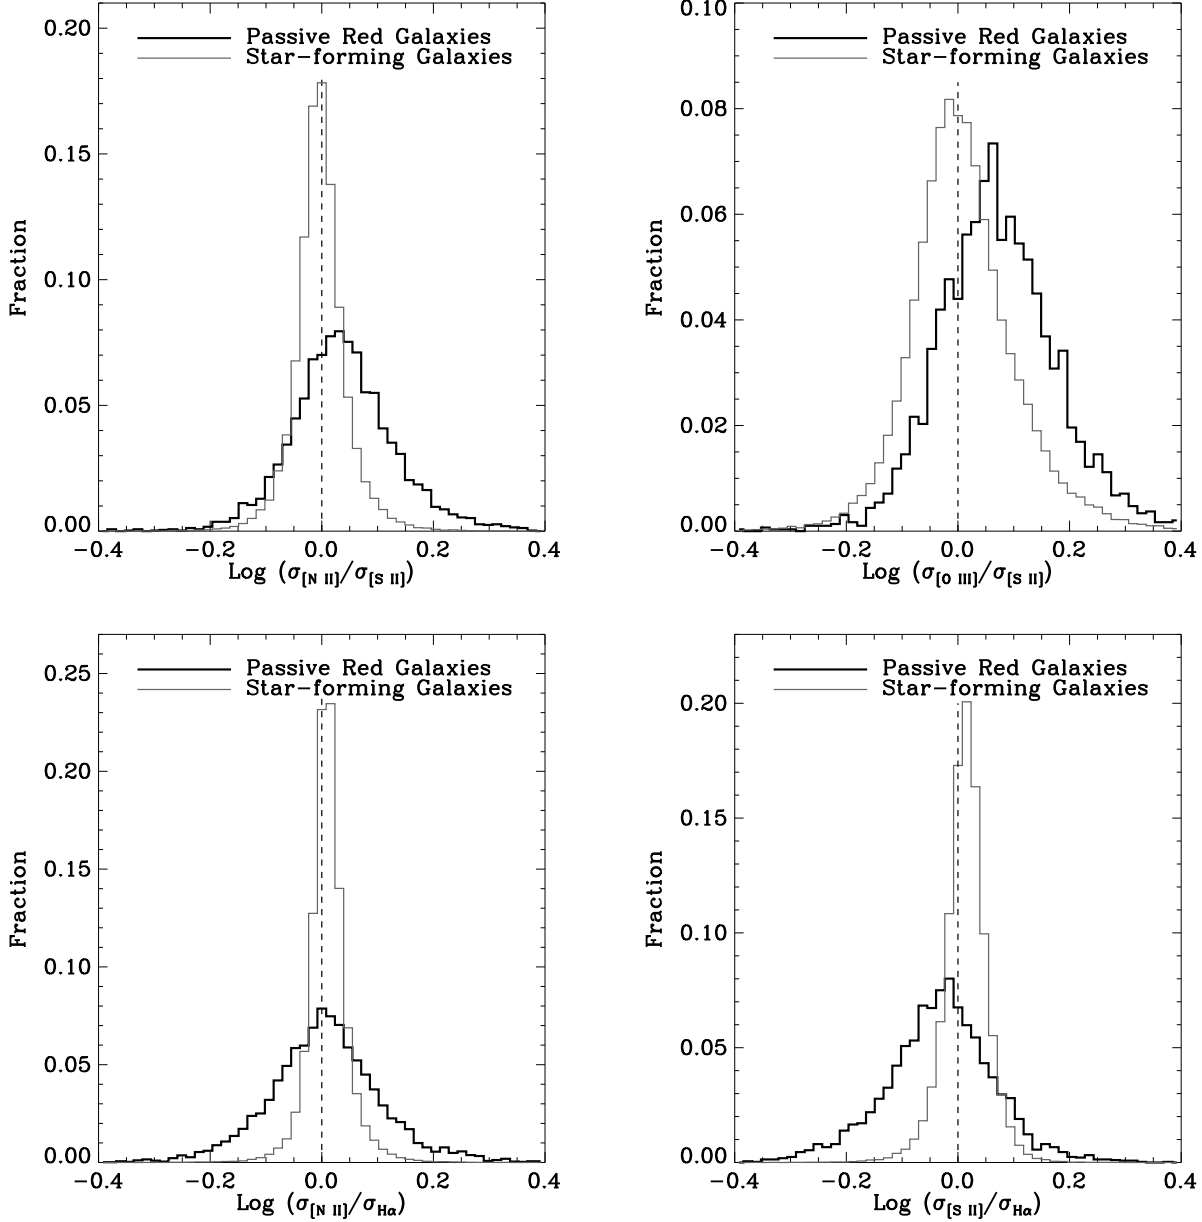 Passive Red Galaxies
Star-forming Galaxies
0.20
0.15
0.10
0.05
0.00
Fraction
-0.4 -0.2 0.0 0.2 0.4
Log (σ[N II]/σ[S II])
Passive Red Galaxies
Star-forming Galaxies
0.10
0.08
0.06
0.04
0.02
0.00
Fraction
-0.4 -0.2 0.0 0.2 0.4
Log (σ[O III]/σ[S II])
Passive Red Galaxies
Star-forming Galaxies
0.25
0.20
0.15
0.10
0.05
0.00
Fraction
-0.4 -0.2 0.0 0.2 0.4
Log (σ[N II]/σHα)
Passive Red Galaxies
Star-forming Galaxies
0.20
0.15
0.10
0.05
0.00
Fraction
-0.4 -0.2 0.0 0.2 0.4
Log (σ[S II]/σHα)